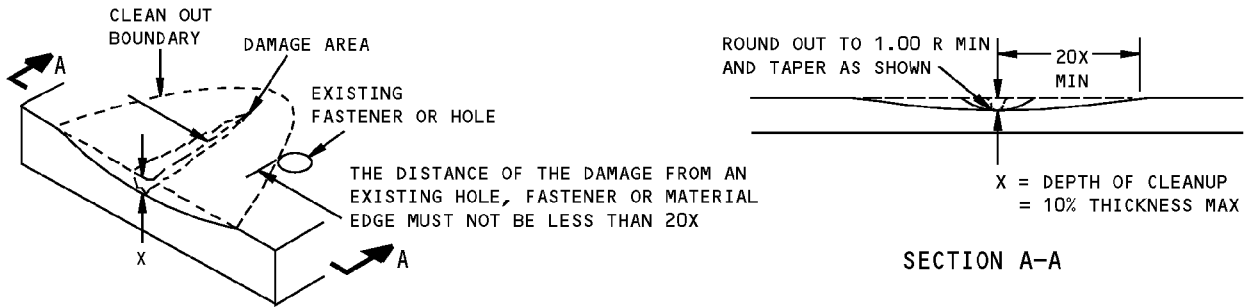 CLEAN OUT
BOUNDARY
DAMAGE AREA
A
EXISTING
FASTENER OR HOLE
THE DISTANCE OF THE DAMAGE FROM AN
EXISTING HOLE, FASTENER OR MATERIAL
EDGE MUST NOT BE LESS THAN 20X
X
A
ROUND OUT TO 1.00 R MIN
AND TAPER AS SHOWN
20X
MIN
X = DEPTH OF CLEANUP
= 10% THICKNESS MAX
SECTION A-A